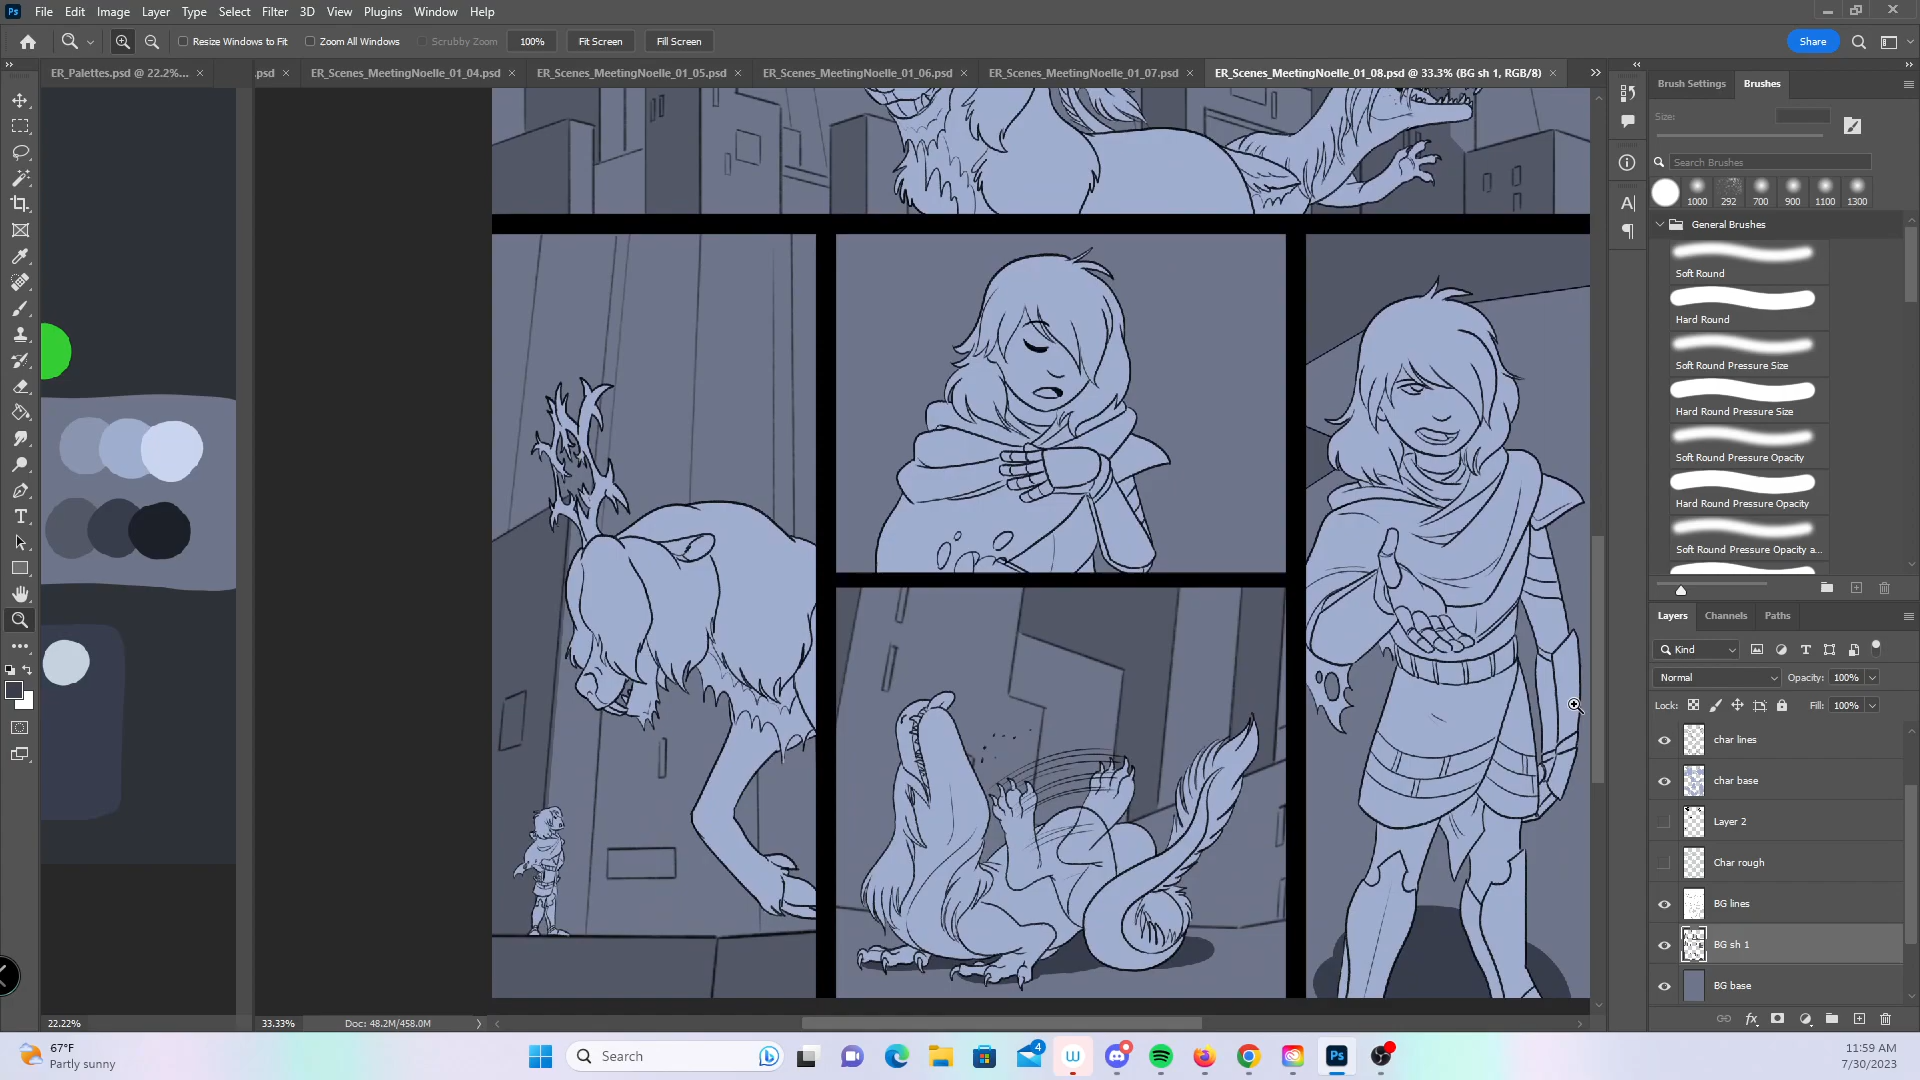 Ps File Edit Image Layer Type Select Filter 3D View Plugins Window Help
Resize Windows to Fit Zoom All Windows Scrubby Zoom 100% Fit Screen Fill Screen Share
ER_Palettes.psd @ 22.2%... × .psd × ER_Scenes_MeetingNoelle_01_04.psd × ER_Scenes_MeetingNoelle_01_05.psd × ER_Scenes_MeetingNoelle_01_06.psd × ER_Scenes_MeetingNoelle_01_07.psd × ER_Scenes_MeetingNoelle_01_08.psd @ 33.3% (BG sh 1, RGB/8) ×
Brush Settings Brushes
Size:
Search Brushes
1000 292 700 900 1100 1300
General Brushes
Soft Round
Hard Round
Soft Round Pressure Size
Hard Round Pressure Size
Soft Round Pressure Opacity
Hard Round Pressure Opacity
Soft Round Pressure Opacity a...
Layers Channels Paths
Kind
Normal Opacity: 100%
Lock: Fill: 100%
char lines
char base
Layer 2
Char rough
BG lines
BG sh 1
BG base
22.22% 33.33% Doc: 48.2M/458.0M
67°F
Partly sunny
Search
4
Ps
11:59 AM
7/30/2023